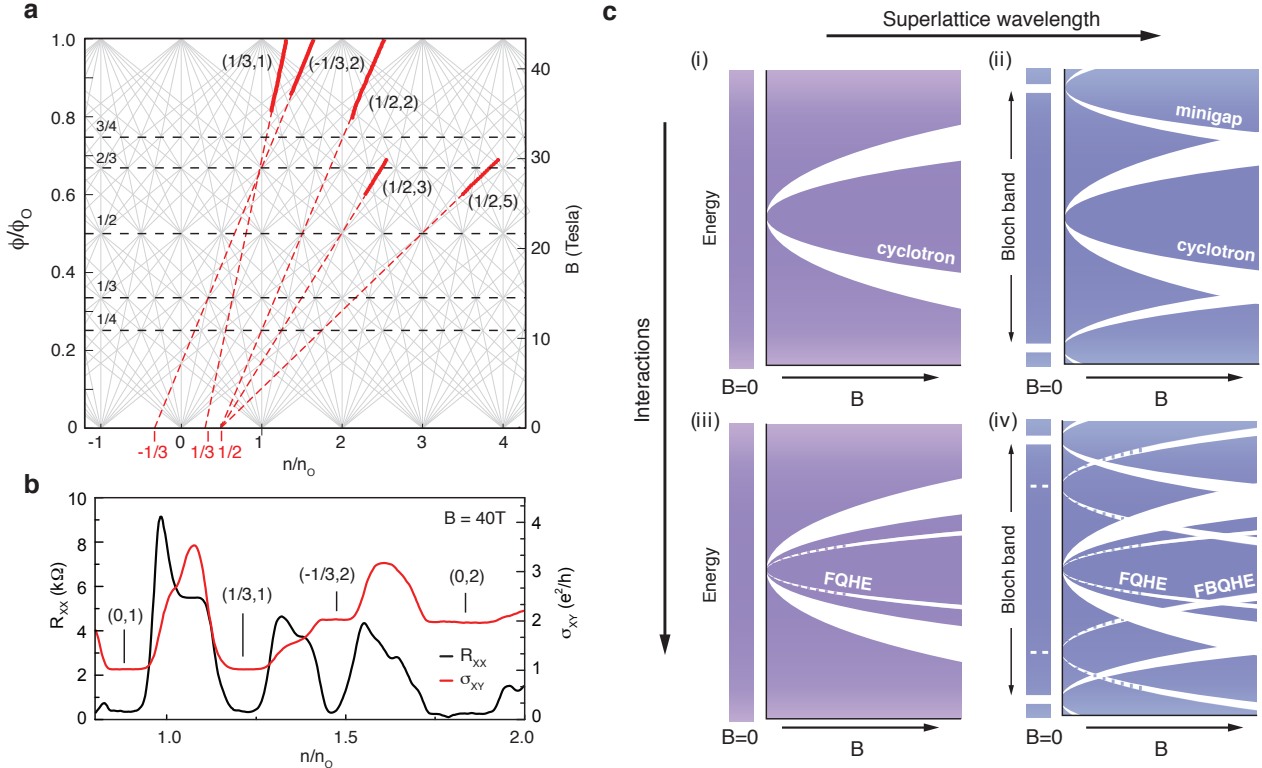 a
1.0
0.8
0.6
0.4
0.2
0
ϕ/ϕO
3/4
2/3
1/2
1/3
1/4
(1/3,1)
(-1/3,2)
(1/2,2)
(1/2,3)
(1/2,5)
40
30
20
10
0
B (Tesla)
-1
0
1
2
3
4
-1/3
1/3
1/2
n/nO
b
10
8
6
4
2
0
RXX (kΩ)
B = 40T
(0,1)
(1/3,1)
(-1/3,2)
(0,2)
RXX
σXY
4
3
2
1
0
σXY (e²/h)
1.0
1.5
2.0
n/nO
c
Superlattice wavelength
Interactions
(i)
Energy
cyclotron
B=0
B
(ii)
Bloch band
minigap
cyclotron
B=0
B
(iii)
Energy
FQHE
B=0
B
(iv)
Bloch band
FQHE
FBQHE
B=0
B